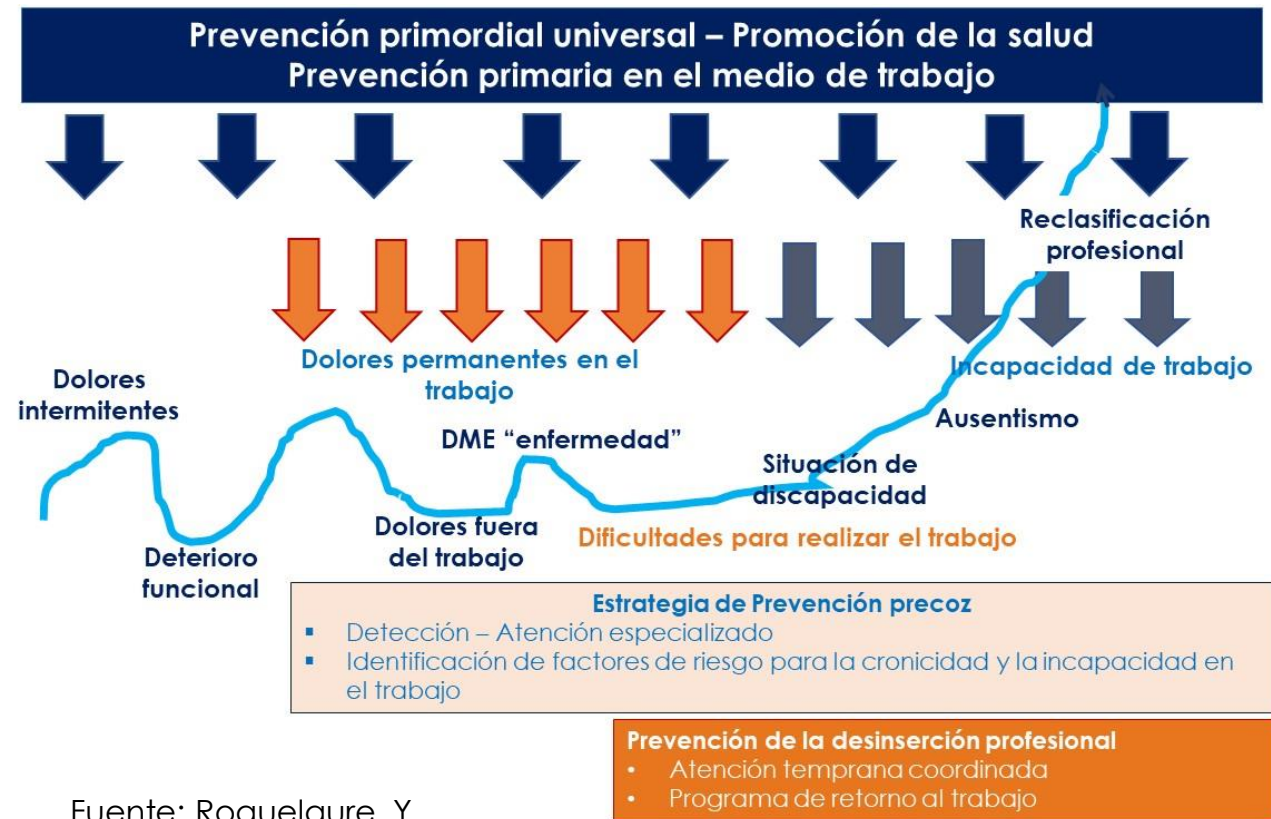 Prevención primordial universal – Promoción de la salud
Prevención primaria en el medio de trabajo
Reclasificación
profesional
Dolores permanentes en el
trabajo
Incapacidad de trabajo
Dolores
intermitentes
Ausentismo
DME “enfermedad”
Situación de
discapacidad
Dolores fuera
del trabajo
Dificultades para realizar el trabajo
Deterioro
funcional
Estrategia de Prevención precoz
▪ Detección – Atención especializado
▪ Identificación de factores de riesgo para la cronicidad y la incapacidad en
el trabajo
Prevención de la desinserción profesional
• Atención temprana coordinada
• Programa de retorno al trabajo
Fuente: Roquelaure, Y